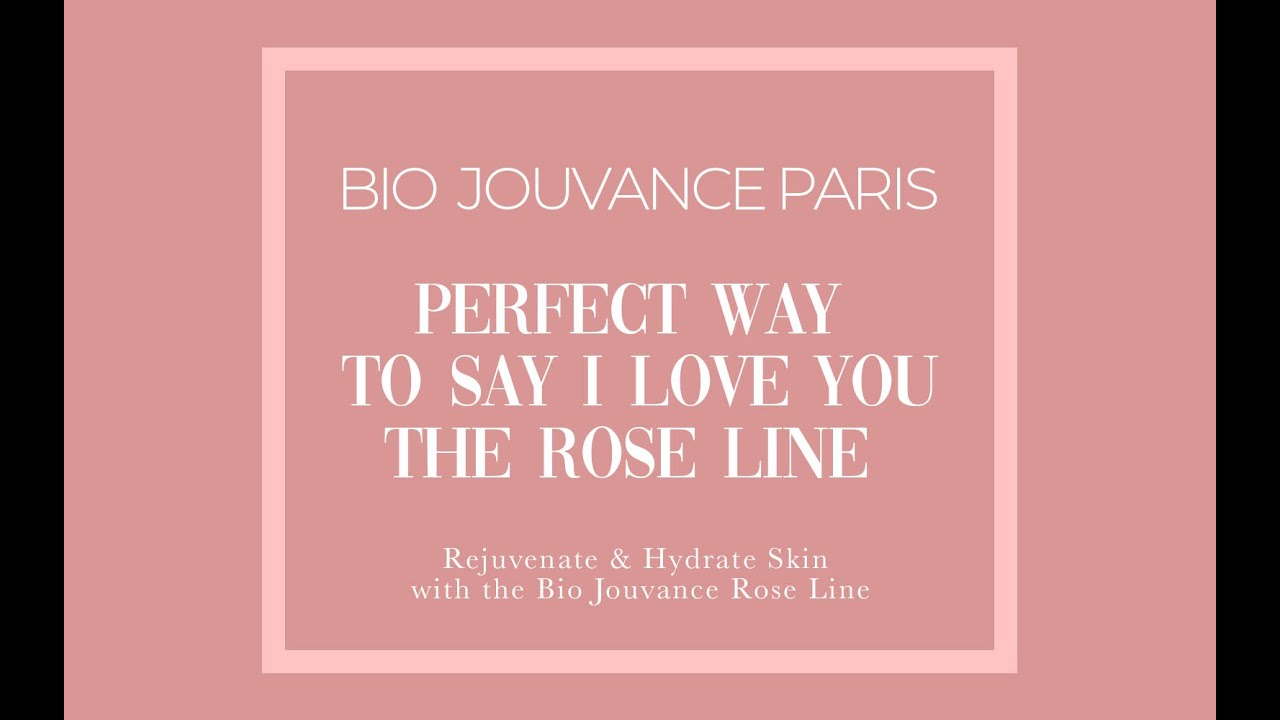 BIO JOUVANCE PARIS
PERFECT WAY
TO SAY I LOVE YOU
THE ROSE LINE
Rejuvenate & Hydrate Skin
with the Bio Jouvance Rose Line